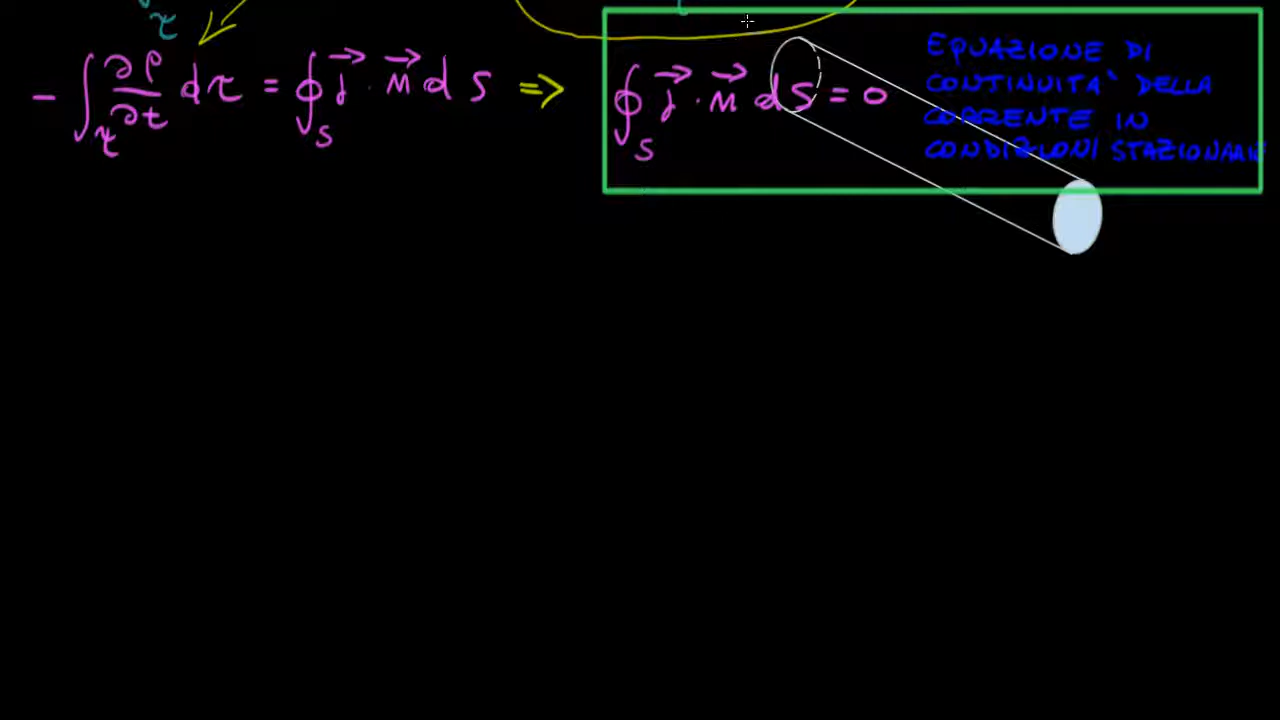 τ
- ∫_τ ∂ρ/∂t dτ = ∮_S j⃗ · n⃗ dS ⇒ ∮_S j⃗ · n⃗ dS = 0
EQUAZIONE DI
CONTINUITA' DELLA
CORRENTE IN
CONDIZIONI STAZIONARIE